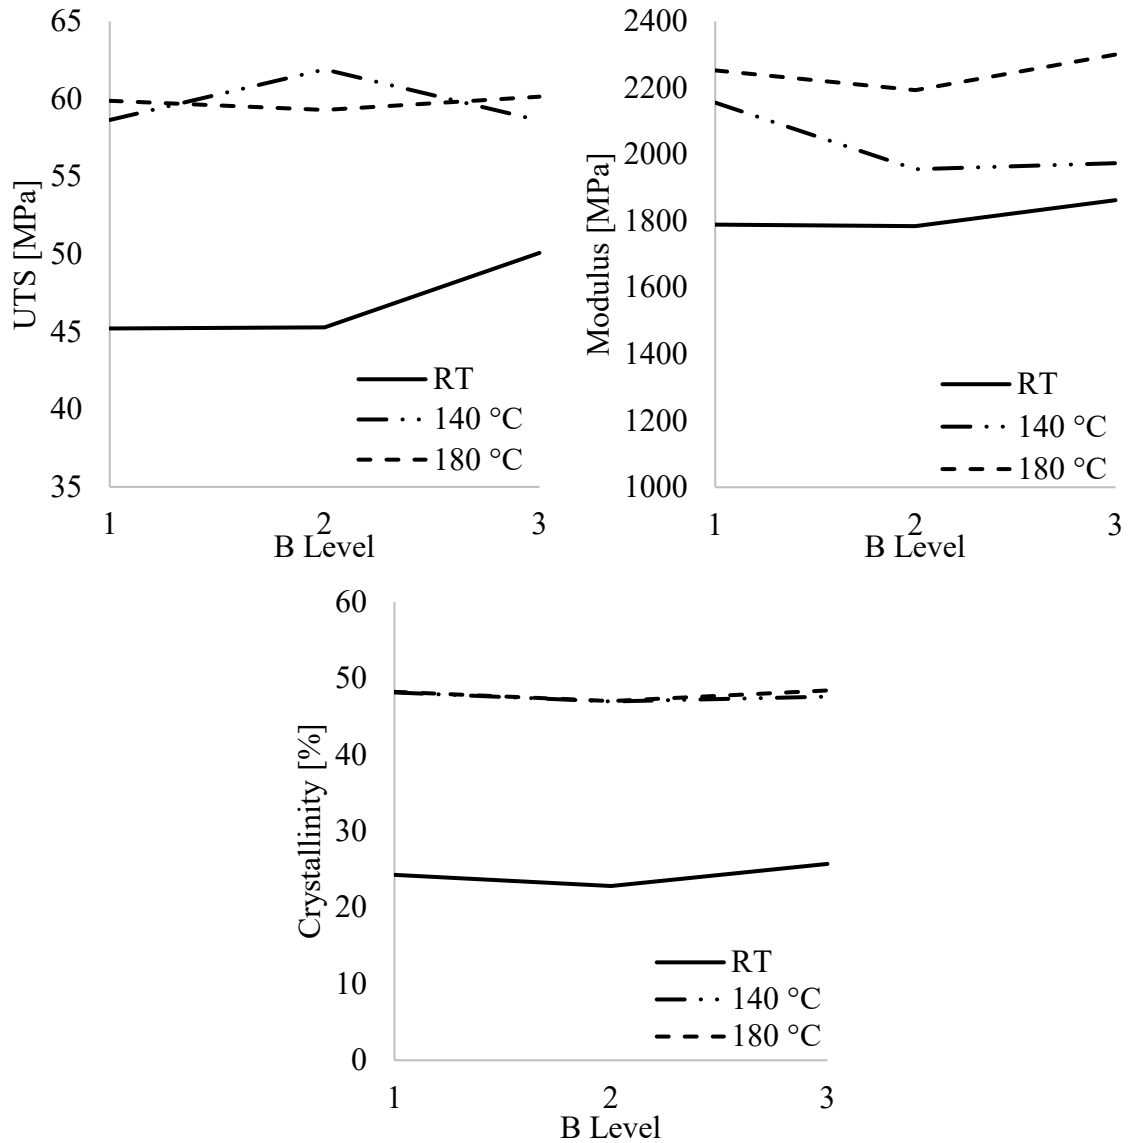 65
60
55
50
45
40
35
UTS [MPa]
RT
140 °C
180 °C
1
2
3
B Level
2400
2200
2000
1800
1600
1400
1200
1000
Modulus [MPa]
RT
140 °C
180 °C
1
2
3
B Level
60
50
40
30
20
10
0
Crystallinity [%]
RT
140 °C
180 °C
1
2
3
B Level